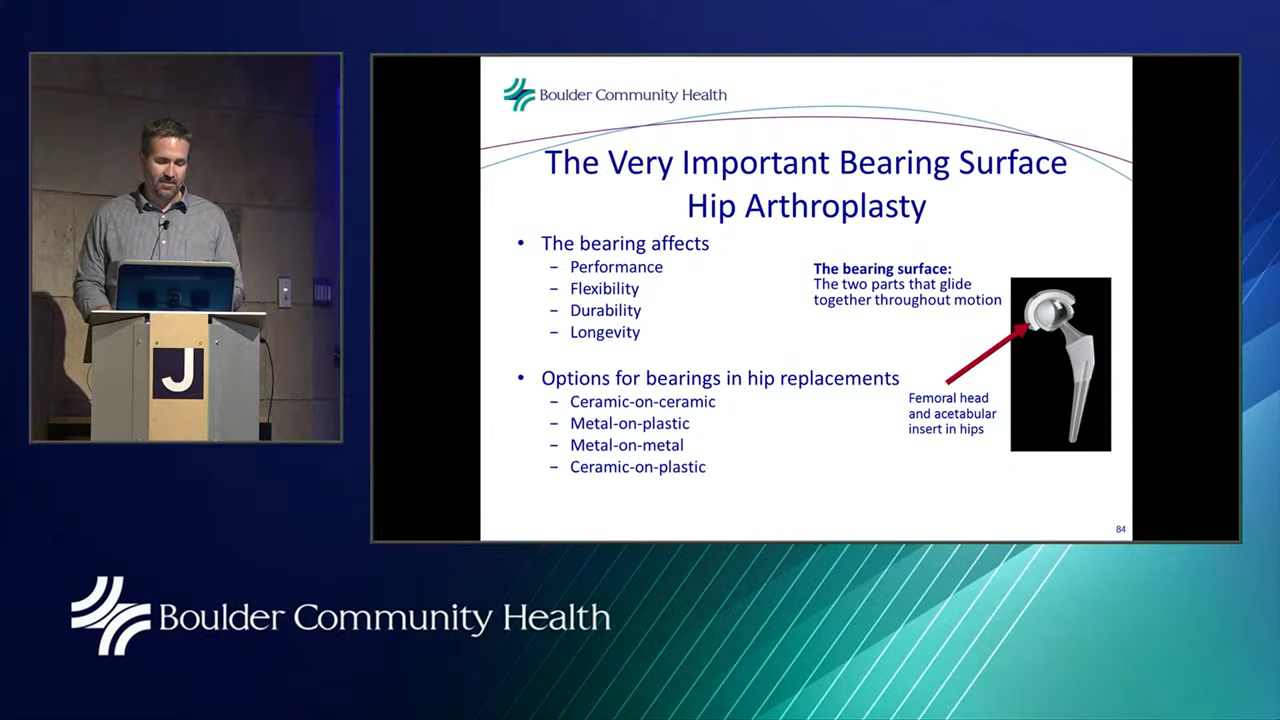 J
Boulder Community Health
The Very Important Bearing Surface
Hip Arthroplasty
• The bearing affects
– Performance
– Flexibility
– Durability
– Longevity
• Options for bearings in hip replacements
– Ceramic-on-ceramic
– Metal-on-plastic
– Metal-on-metal
– Ceramic-on-plastic
The bearing surface:
The two parts that glide
together throughout motion
Femoral head
and acetabular
insert in hips
84
Boulder Community Health